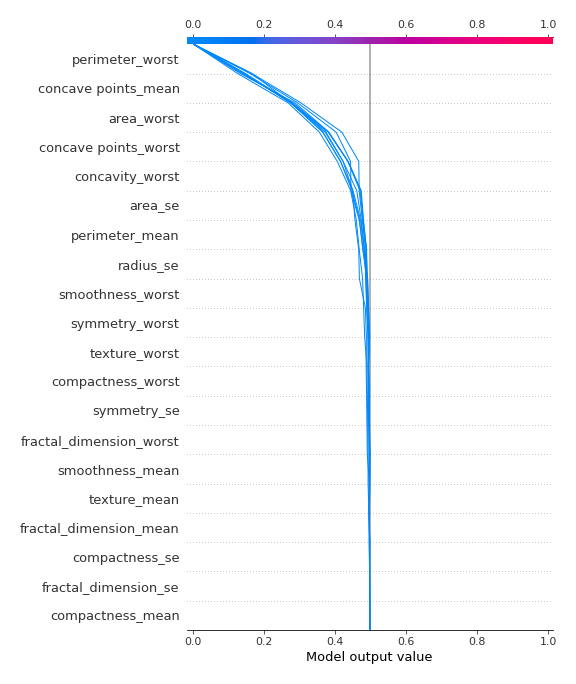 0.0 0.2 0.4 0.6 0.8 1.0
perimeter_worst
concave points_mean
area_worst
concave points_worst
concavity_worst
area_se
perimeter_mean
radius_se
smoothness_worst
symmetry_worst
texture_worst
compactness_worst
symmetry_se
fractal_dimension_worst
smoothness_mean
texture_mean
fractal_dimension_mean
compactness_se
fractal_dimension_se
compactness_mean
0.0 0.2 0.4 0.6 0.8 1.0
Model output value